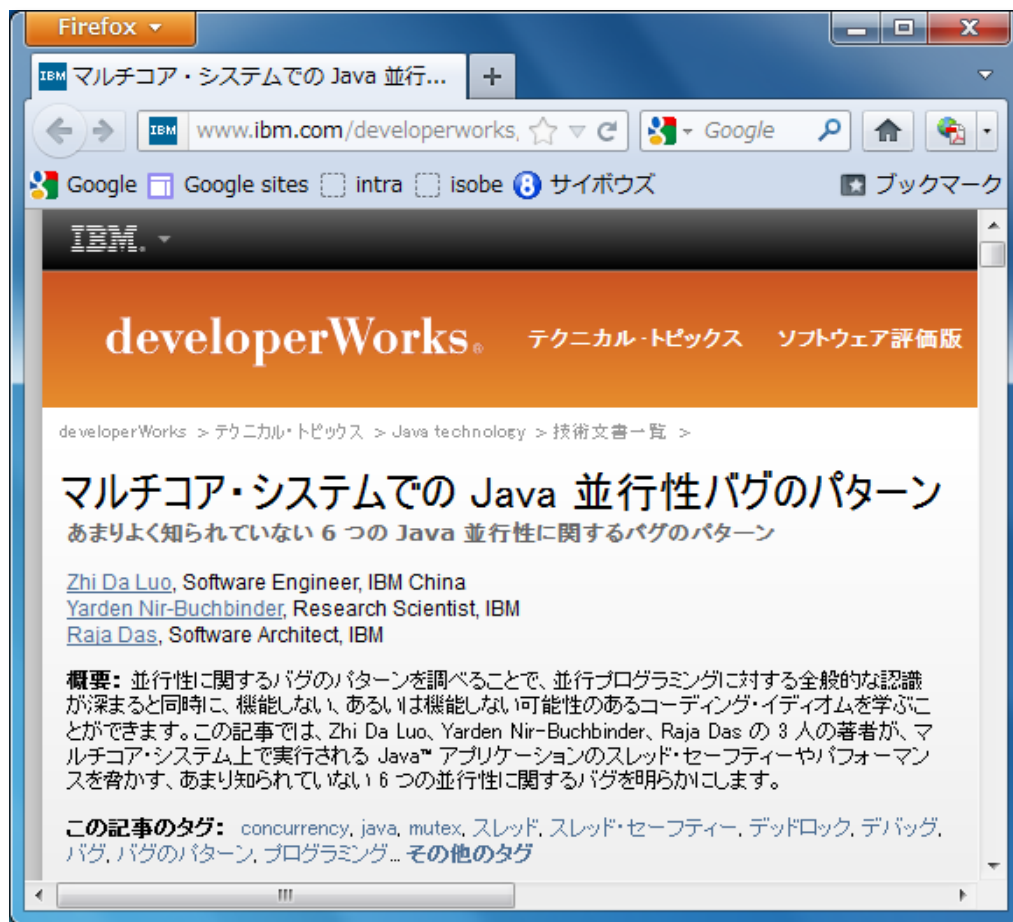 Firefox
IBM マルチコア・システムでの Java 並行...
IBM www.ibm.com/developerworks, Google
Google Google sites intra isobe サイボウズ ブックマーク
IBM.
developerWorks® テクニカル・トピックス ソフトウェア評価版
developerWorks > テクニカル・トピックス > Java technology > 技術文書一覧 >
マルチコア・システムでの Java 並行性バグのパターン
あまりよく知られていない 6 つの Java 並行性に関するバグのパターン
Zhi Da Luo, Software Engineer, IBM China
Yarden Nir-Buchbinder, Research Scientist, IBM
Raja Das, Software Architect, IBM
概要: 並行性に関するバグのパターンを調べることで、並行プログラミングに対する全般的な認識
が深まると同時に、機能しない、あるいは機能しない可能性のあるコーディング・イディオムを学ぶこ
とができます。この記事では、Zhi Da Luo、Yarden Nir-Buchbinder、Raja Das の 3 人の著者が、マ
ルチコア・システム上で実行される Java™ アプリケーションのスレッド・セーフティーやパフォーマン
スを脅かす、あまり知られていない 6 つの並行性に関するバグを明らかにします。
この記事のタグ: concurrency, java, mutex, スレッド, スレッド・セーフティー, デッドロック, デバッグ,
バグ, バグのパターン, プログラミング... その他のタグ